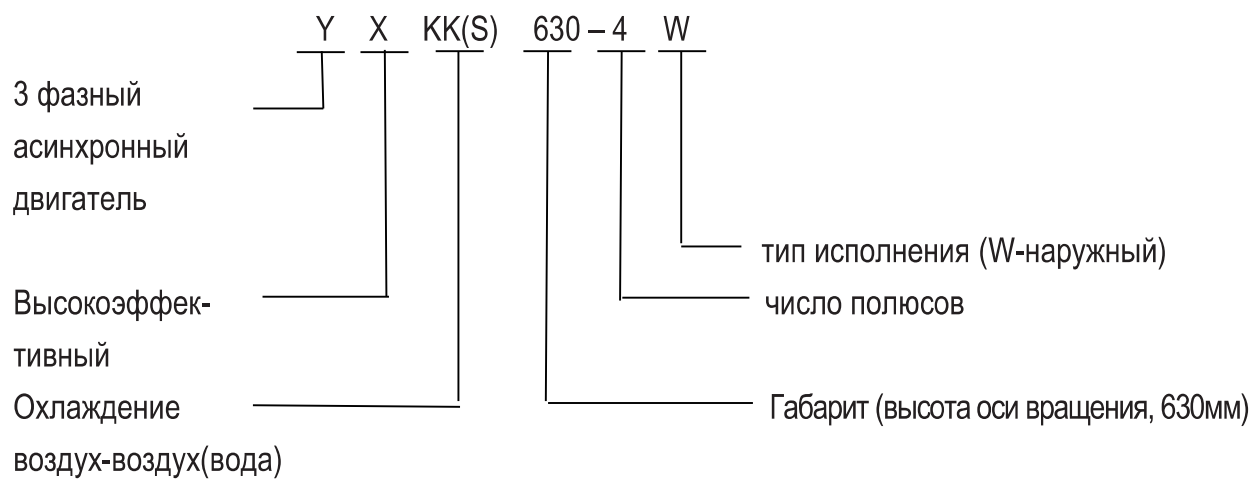 Y X КК(S) 630 – 4 W
3 фазный
асинхронный
двигатель
тип исполнения (W-наружный)
Высокоэффек-
число полюсов
тивный
Охлаждение
Габарит (высота оси вращения, 630мм)
воздух-воздух(вода)